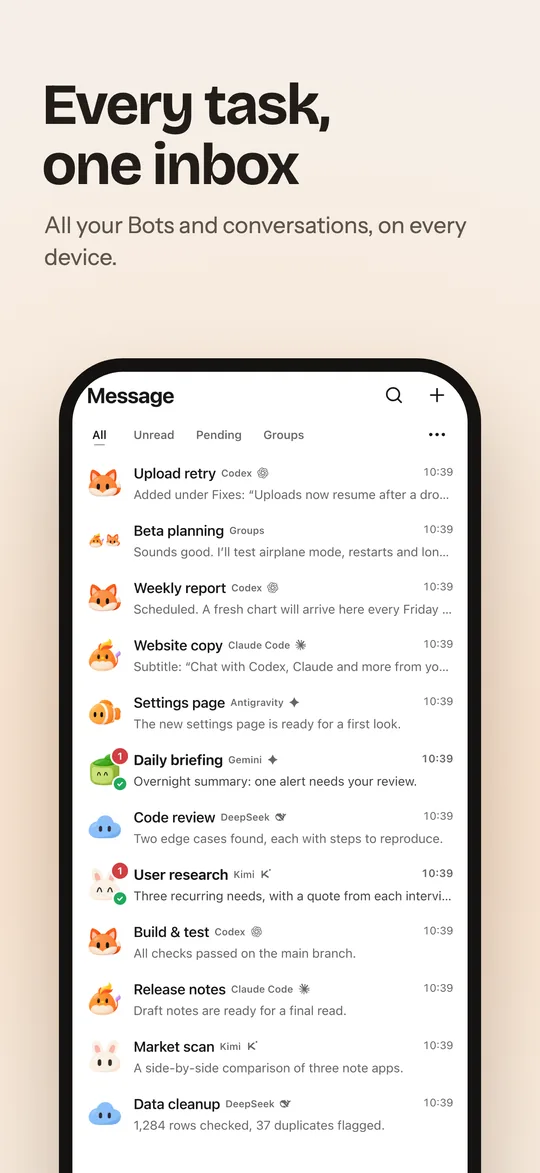 Every task,
one inbox
All your Bots and conversations, on every
device.
Message
All Unread Pending Groups
Upload retry Codex 10:39
Added under Fixes: “Uploads now resume after a dro...
Beta planning Groups 10:39
Sounds good. I’ll test airplane mode, restarts and lon...
Weekly report Codex 10:39
Scheduled. A fresh chart will arrive here every Friday ...
Website copy Claude Code 10:39
Subtitle: “Chat with Codex, Claude and more from yo...
Settings page Antigravity 10:39
The new settings page is ready for a first look.
1
Daily briefing Gemini 10:39
Overnight summary: one alert needs your review.
Code review DeepSeek 10:39
Two edge cases found, each with steps to reproduce.
1
User research Kimi 10:39
Three recurring needs, with a quote from each intervi...
Build & test Codex 10:39
All checks passed on the main branch.
Release notes Claude Code 10:39
Draft notes are ready for a final read.
Market scan Kimi 10:39
A side-by-side comparison of three note apps.
Data cleanup DeepSeek 10:39
1,284 rows checked, 37 duplicates flagged.